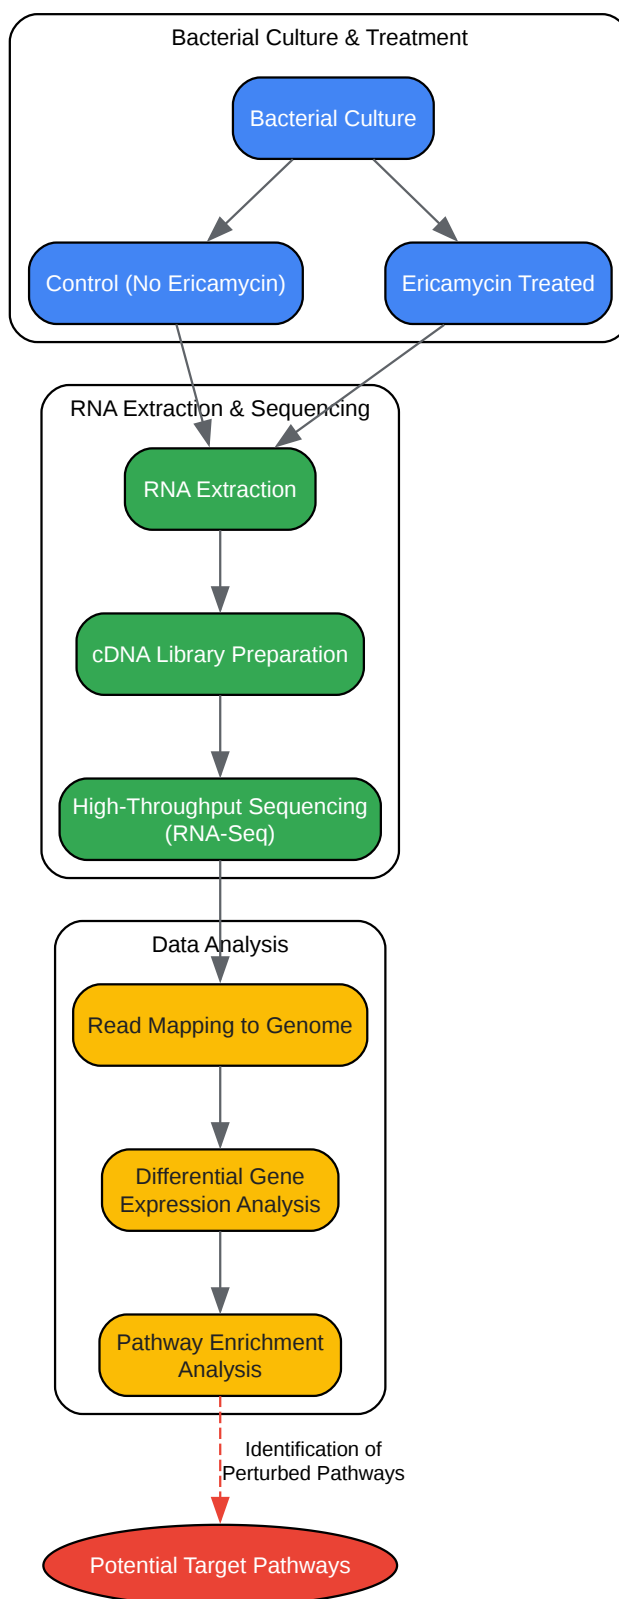 Bacterial Culture & Treatment
Bacterial Culture
Control (No Ericamycin)
Ericamycin Treated
RNA Extraction & Sequencing
RNA Extraction
cDNA Library Preparation
High-Throughput Sequencing
(RNA-Seq)
Data Analysis
Read Mapping to Genome
Differential Gene
Expression Analysis
Pathway Enrichment
Analysis
Identification of
Perturbed Pathways
Potential Target Pathways